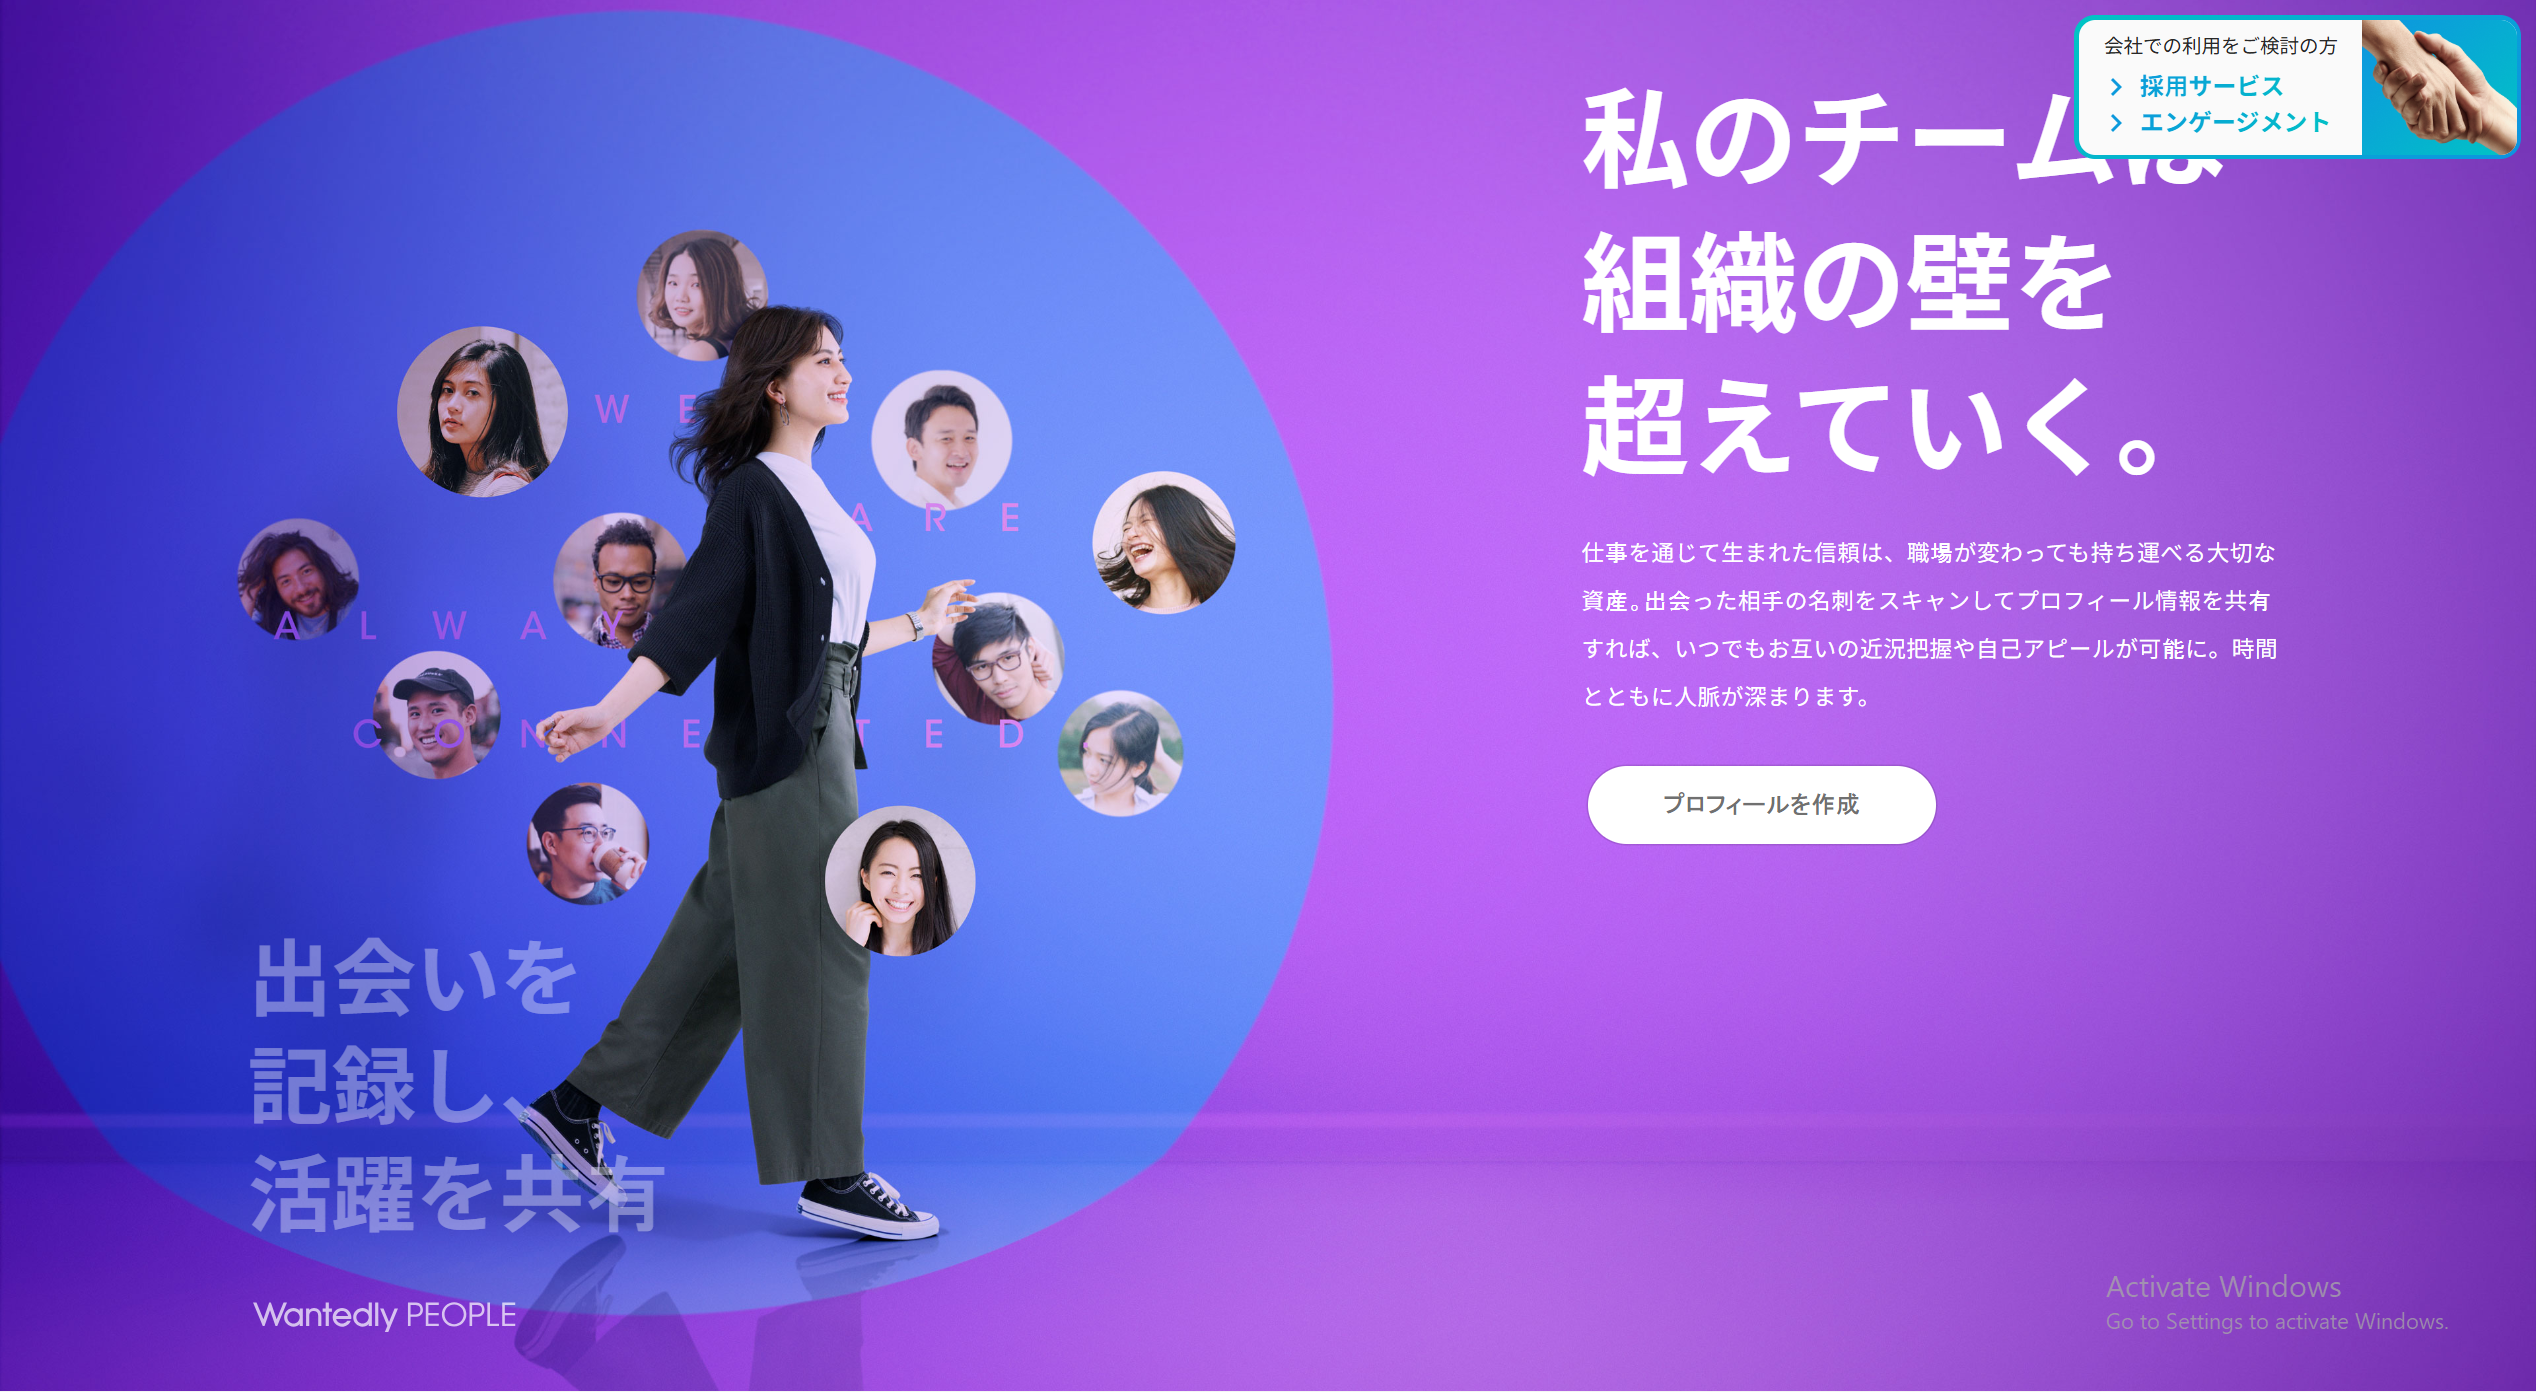 会社での利用をご検討の方
採用サービス
エンゲージメント
私のチームは
組織の壁を
超えていく。
仕事を通じて生まれた信頼は、職場が変わっても持ち運べる大切な
資産。出会った相手の名刺をスキャンしてプロフィール情報を共有
すれば、いつでもお互いの近況把握や自己アピールが可能に。時間
とともに人脈が深まります。
プロフィールを作成
WE
ARE
ALWAY
CONNE TED.
出会いを
記録し、
活躍を共有
Wantedly PEOPLE
Activate Windows
Go to Settings to activate Windows.